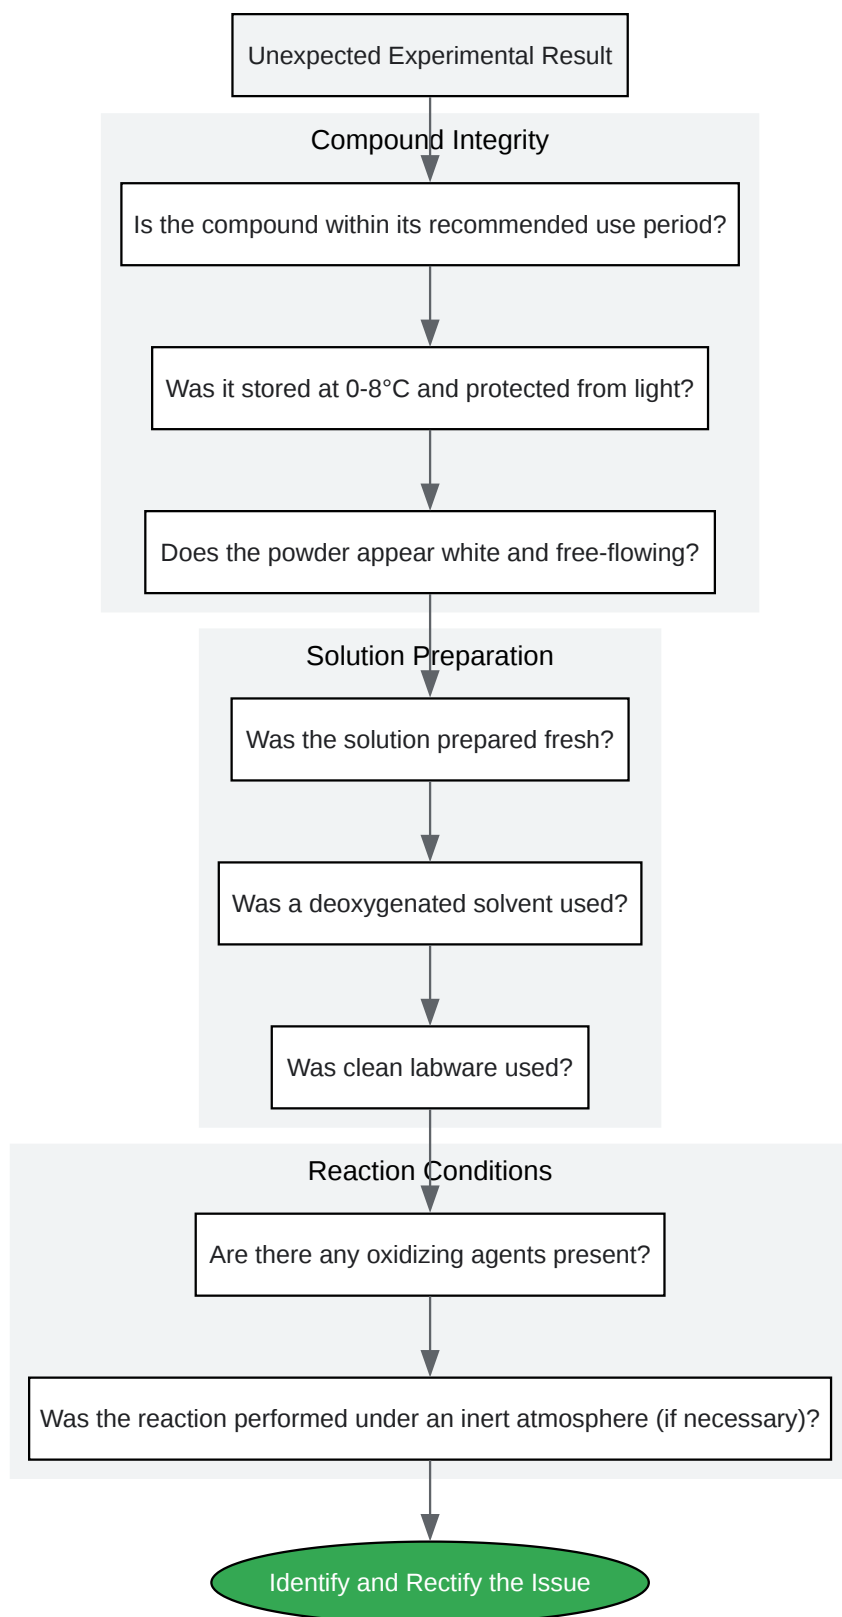 Unexpected Experimental Result
Compound Integrity
Is the compound within its recommended use period?
Was it stored at 0-8°C and protected from light?
Does the powder appear white and free-flowing?
Solution Preparation
Was the solution prepared fresh?
Was a deoxygenated solvent used?
Was clean labware used?
Reaction Conditions
Are there any oxidizing agents present?
Was the reaction performed under an inert atmosphere (if necessary)?
Identify and Rectify the Issue